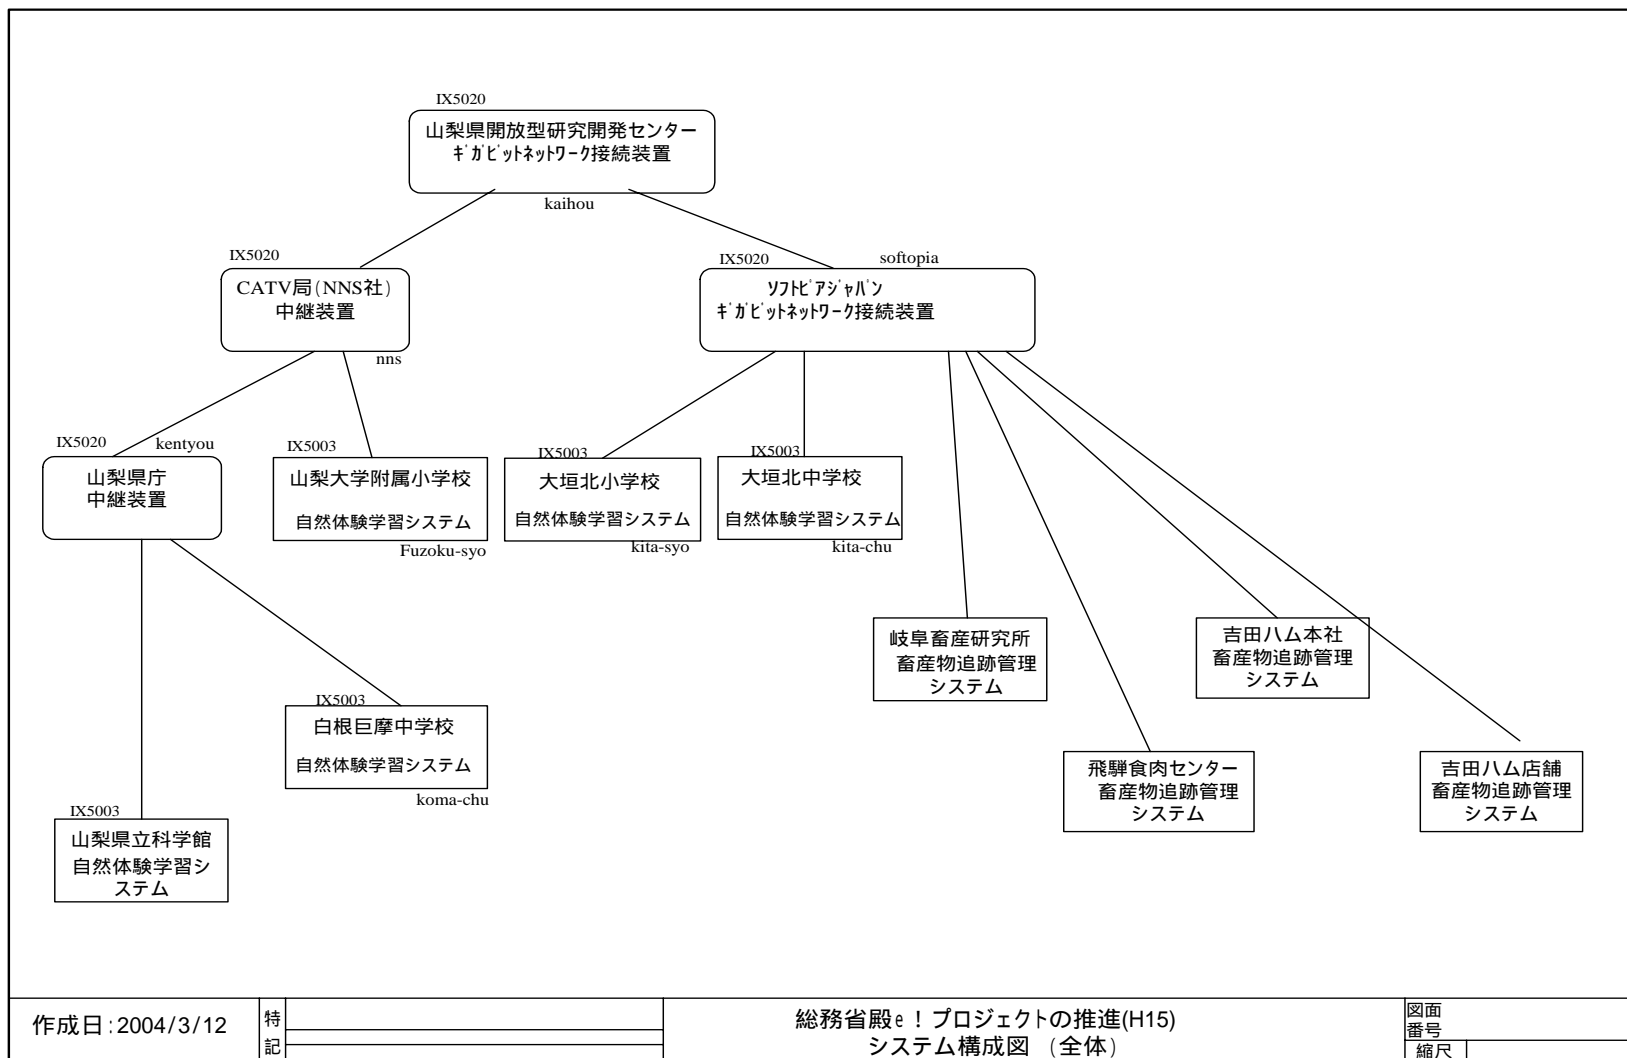 IX5020
山梨県開放型研究開発センター
ｷﾞｶﾞﾋﾞｯﾄﾈｯﾄﾜｰｸ接続装置
kaihou
IX5020
CATV局(NNS社)
中継装置
nns
IX5020
softopia
ｿﾌﾄﾋﾟｱｼﾞｬﾊﾟﾝ
ｷﾞｶﾞﾋﾞｯﾄﾈｯﾄﾜｰｸ接続装置
IX5020
kentyou
山梨県庁
中継装置
IX5003
山梨大学附属小学校
自然体験学習システム
Fuzoku-syo
IX5003
大垣北小学校
自然体験学習システム
kita-syo
IX5003
大垣北中学校
自然体験学習システム
kita-chu
岐阜畜産研究所
畜産物追跡管理
システム
吉田ハム本社
畜産物追跡管理
システム
IX5003
白根巨摩中学校
自然体験学習システム
koma-chu
飛騨食肉センター
畜産物追跡管理
システム
吉田ハム店舗
畜産物追跡管理
システム
IX5003
山梨県立科学館
自然体験学習シ
ステム
作成日:2004/3/12
特
記
総務省殿e！プロジェクトの推進(H15)
システム構成図　(全体)
図面
番号
縮尺